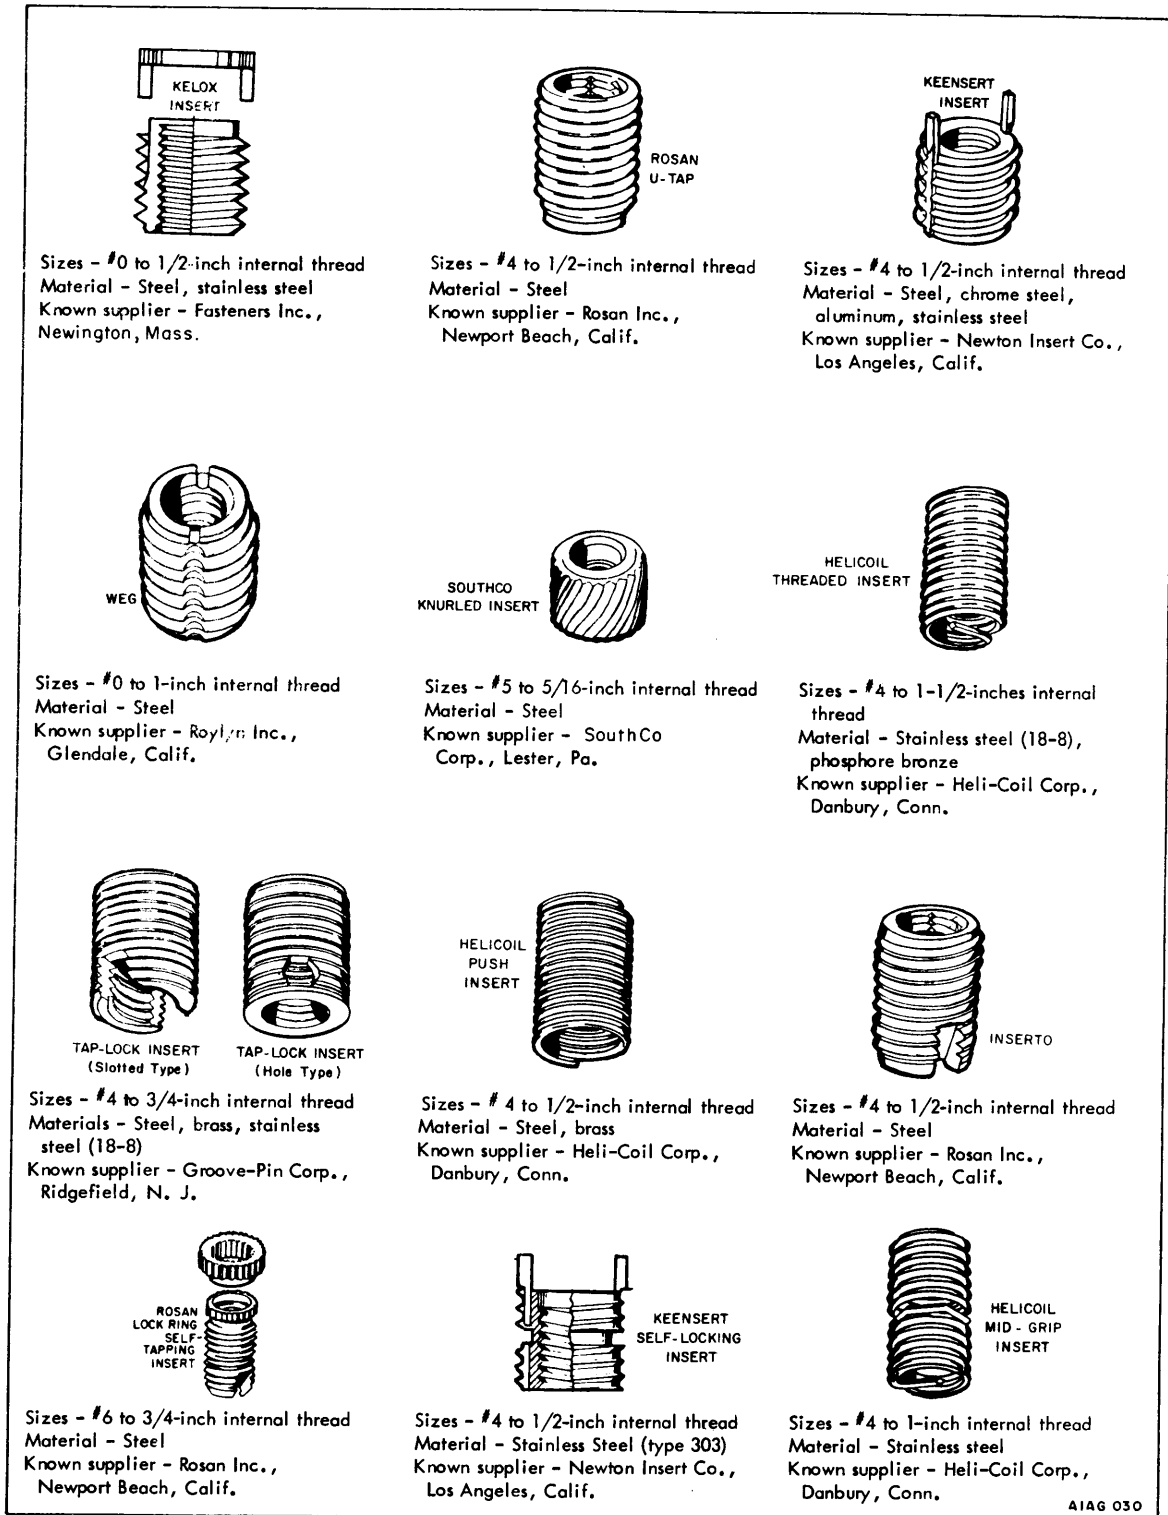 KELOX
INSERT
Sizes - #0 to 1/2-inch internal thread
Material - Steel, stainless steel
Known supplier - Fasteners Inc.,
Newington, Mass.
ROSAN
U-TAP
Sizes - #4 to 1/2-inch internal thread
Material - Steel
Known supplier - Rosan Inc.,
Newport Beach, Calif.
KEENSERT
INSERT
Sizes - #4 to 1/2-inch internal thread
Material - Steel, chrome steel,
aluminum, stainless steel
Known supplier - Newton Insert Co.,
Los Angeles, Calif.
WEG
Sizes - #0 to 1-inch internal thread
Material - Steel
Known supplier - Roylyn Inc.,
Glendale, Calif.
SOUTHCO
KNURLED INSERT
Sizes - #5 to 5/16-inch internal thread
Material - Steel
Known supplier - SouthCo
Corp., Lester, Pa.
HELICOIL
THREADED INSERT
Sizes - #4 to 1-1/2-inches internal
thread
Material - Stainless steel (18-8),
phosphore bronze
Known supplier - Heli-Coil Corp.,
Danbury, Conn.
TAP-LOCK INSERT
(Slotted Type)
TAP-LOCK INSERT
(Hole Type)
Sizes - #4 to 3/4-inch internal thread
Materials - Steel, brass, stainless
steel (18-8)
Known supplier - Groove-Pin Corp.,
Ridgefield, N. J.
HELICOIL
PUSH
INSERT
Sizes - # 4 to 1/2-inch internal thread
Material - Steel, brass
Known supplier - Heli-Coil Corp.,
Danbury, Conn.
INSERTO
Sizes - #4 to 1/2-inch internal thread
Material - Steel
Known supplier - Rosan Inc.,
Newport Beach, Calif.
ROSAN
LOCK RING
SELF-
TAPPING
INSERT
Sizes - #6 to 3/4-inch internal thread
Material - Steel
Known supplier - Rosan Inc.,
Newport Beach, Calif.
KEENSERT
SELF-LOCKING
INSERT
Sizes - #4 to 1/2-inch internal thread
Material - Stainless Steel (type 303)
Known supplier - Newton Insert Co.,
Los Angeles, Calif.
HELICOIL
MID-GRIP
INSERT
Sizes - #4 to 1-inch internal thread
Material - Stainless steel
Known supplier - Heli-Coil Corp.,
Danbury, Conn.
AIAG 030